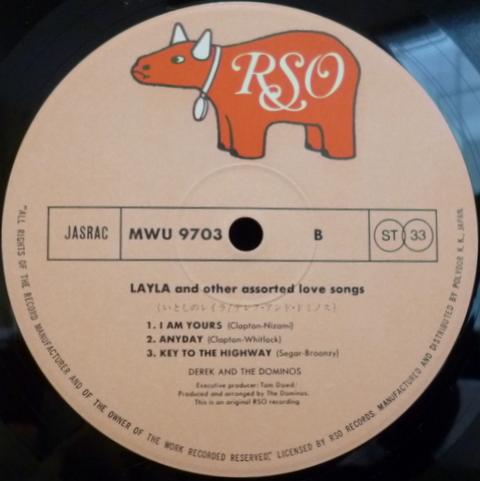 RSO
JASRAC MWU 9703 B ST 33
LAYLA and other assorted love songs
(いとしのレイラ/デレク・アンド・ドミノス)
1. I AM YOURS (Clapton-Nizami)
2. ANYDAY (Clapton-Whitlock)
3. KEY TO THE HIGHWAY (Segar-Broonzy)
DEREK AND THE DOMINOS
Executive producer: Tom Dowd/
Produced and arranged by The Dominos.
This is an original RSO recording
"ALL RIGHTS OF THE RECORD MANUFACTURER AND OF THE OWNER OF THE WORK RECORDED RESERVED." LICENSED BY RSO RECORDS. MANUFACTURED AND DISTRIBUTED BY POLYDOR K.K., JAPAN.